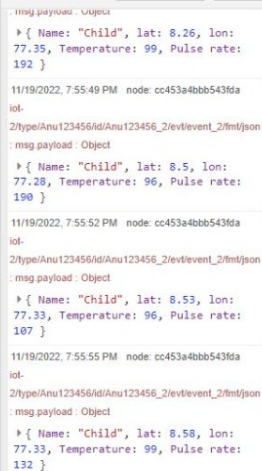 : msg.payload : Object
▶{ Name: "Child", lat: 8.26, lon:
77.35, Temperature: 99, Pulse rate:
192 }
11/19/2022, 7:55:49 PM node: cc453a4bbb543fda
iot-
2/type/Anu123456/id/Anu123456_2/evt/event_2/fmt/json
: msg.payload : Object
▶{ Name: "Child", lat: 8.5, lon:
77.28, Temperature: 96, Pulse rate:
190 }
11/19/2022, 7:55:52 PM node: cc453a4bbb543fda
iot-
2/type/Anu123456/id/Anu123456_2/evt/event_2/fmt/json
: msg.payload : Object
▶{ Name: "Child", lat: 8.53, lon:
77.33, Temperature: 96, Pulse rate:
107 }
11/19/2022, 7:55:55 PM node: cc453a4bbb543fda
iot-
2/type/Anu123456/id/Anu123456_2/evt/event_2/fmt/json
: msg.payload : Object
▶{ Name: "Child", lat: 8.58, lon:
77.33, Temperature: 99, Pulse rate:
132 }